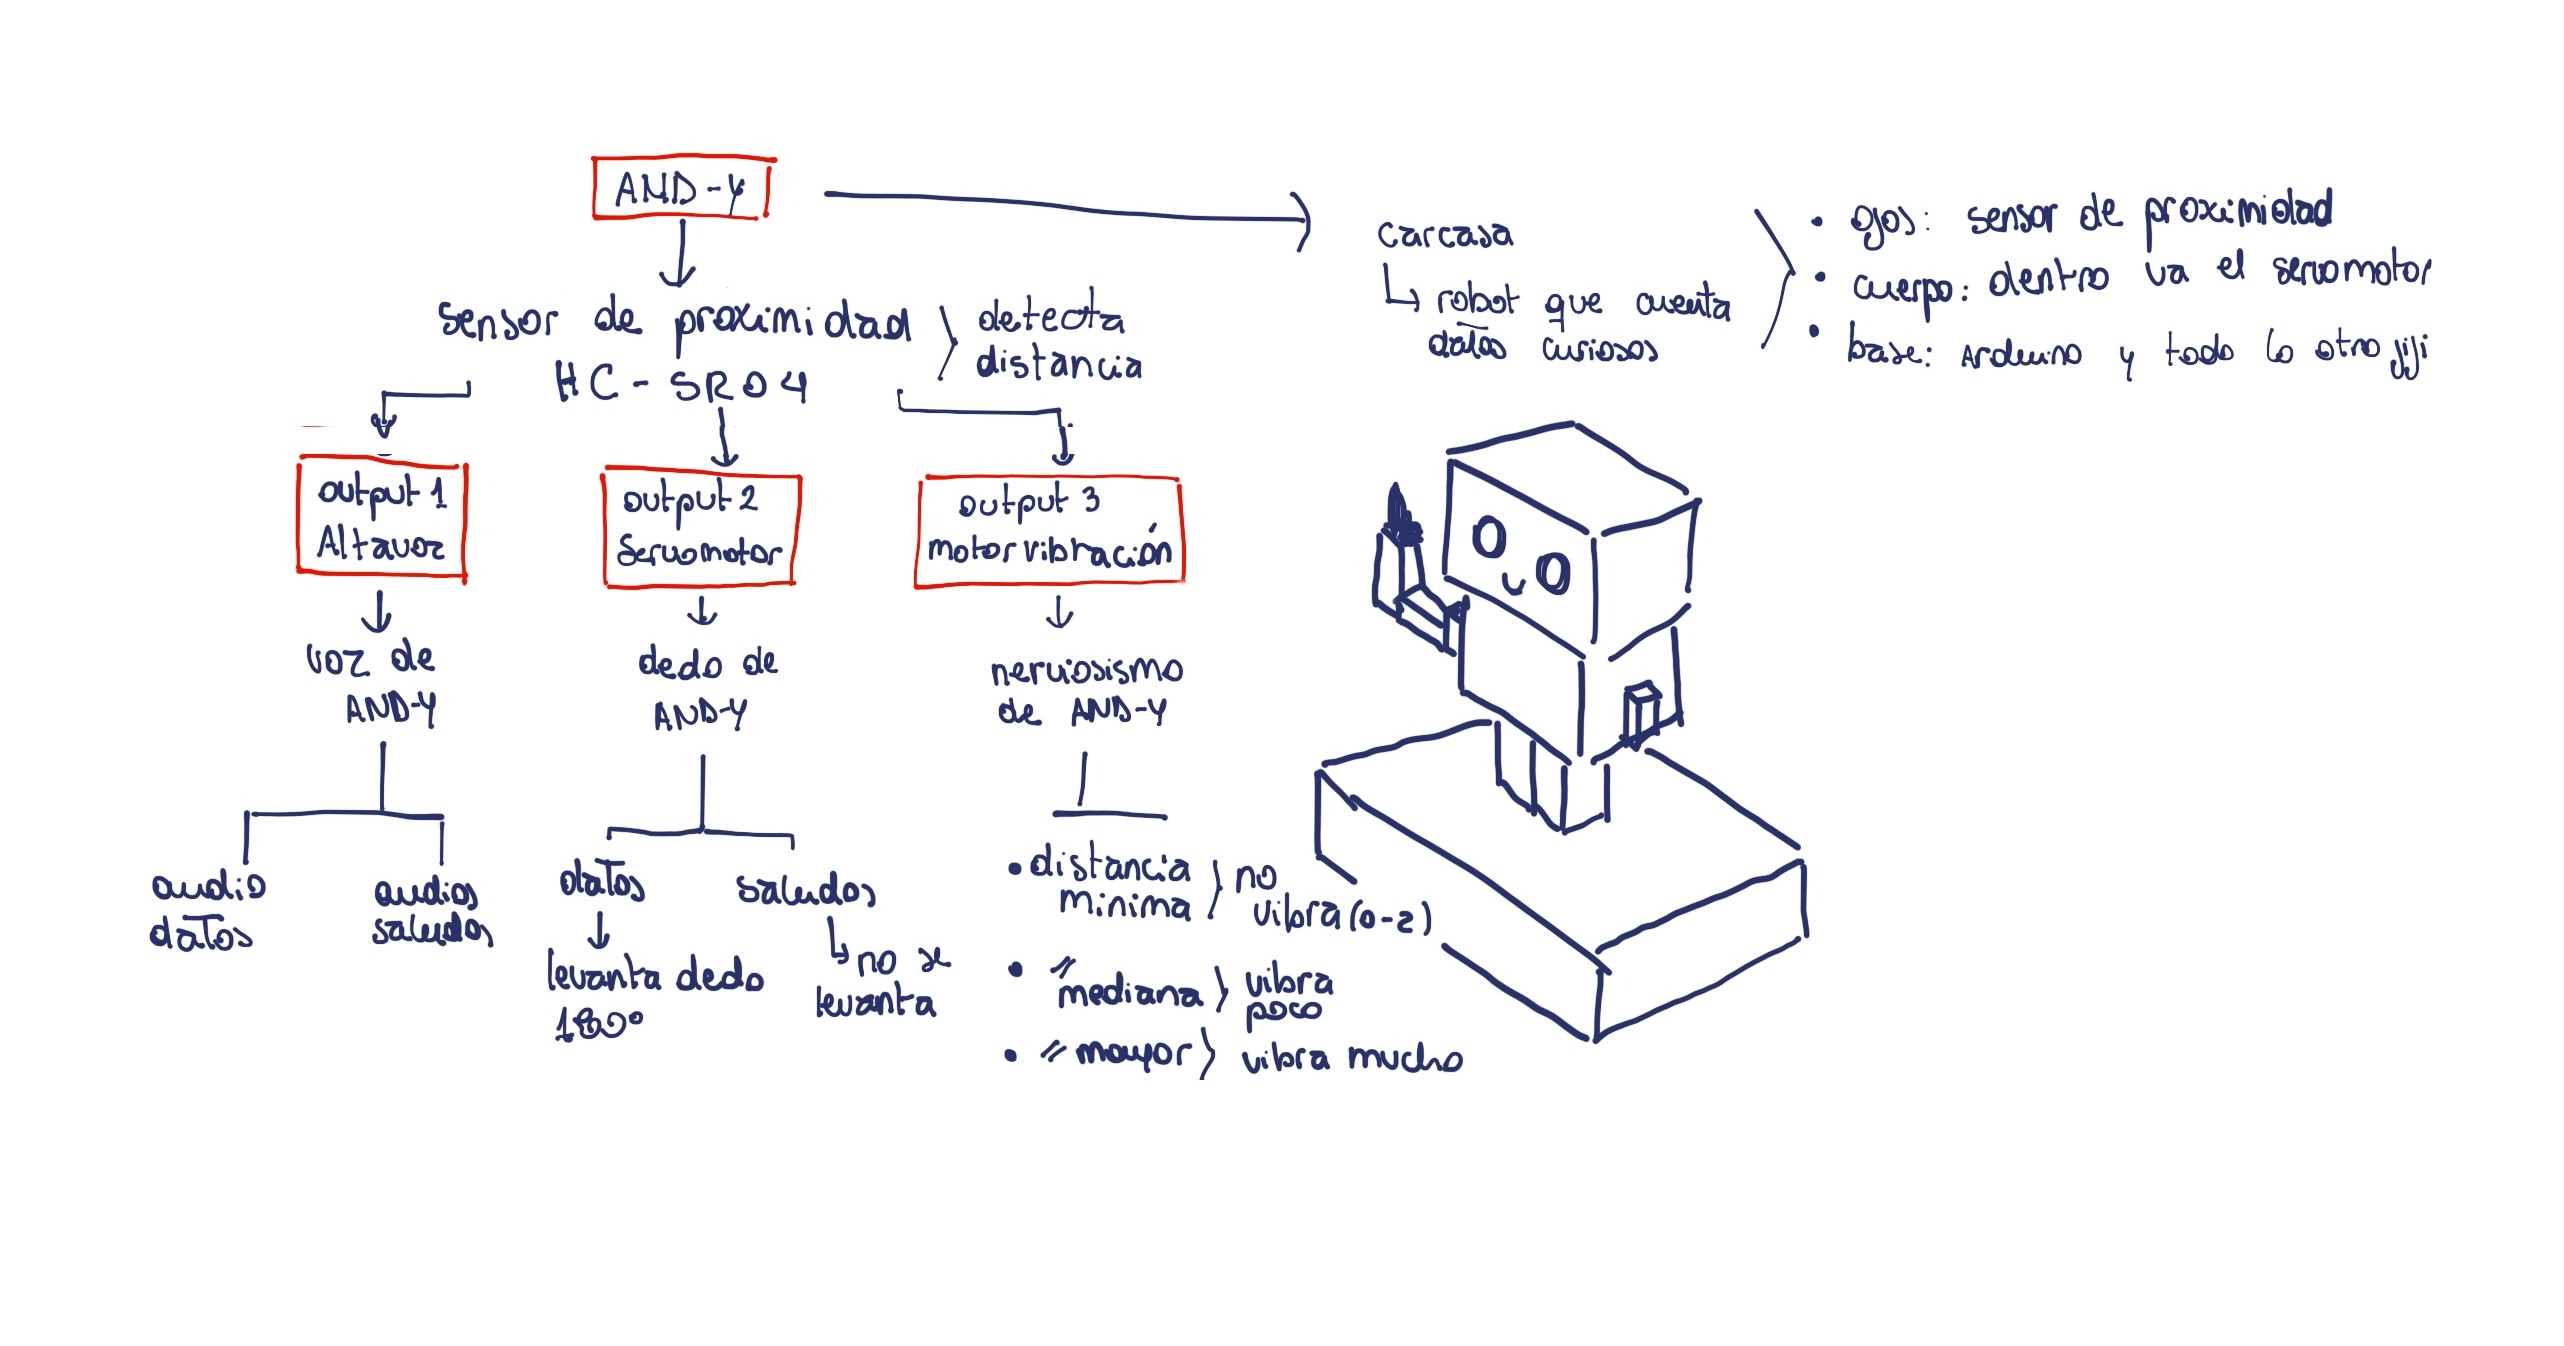 AND-Y
sensor de proximidad
HC-SR04
detecta
distancia
carcasa
robot que cuenta
datos curiosos
• ojos: sensor de proximidad
• cuerpo: dentro va el servomotor
• base: Arduino y todo lo otro jiji
output 1
Altavoz
voz de
AND-Y
audio
datos
audios
saludos
output 2
Servomotor
dedo de
AND-Y
datos
levanta dedo
180°
saludos
no se
levanta
output 3
motor vibración
nerviosismo
de AND-Y
• distancia
minima
no
vibra (0-2)
• "
mediana
vibra
poco
• " mayor
vibra mucho